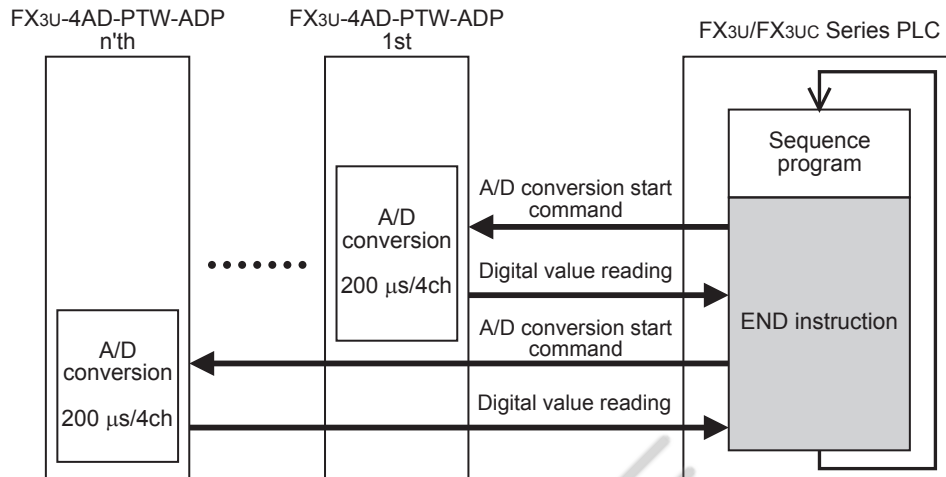 FX3U-4AD-PTW-ADP
n'th
FX3U-4AD-PTW-ADP
1st
FX3U/FX3UC Series PLC
Sequence
program
A/D conversion start
command
A/D
conversion
200 μs/4ch
Digital value reading
END instruction
A/D conversion start
command
A/D
conversion
200 μs/4ch
Digital value reading